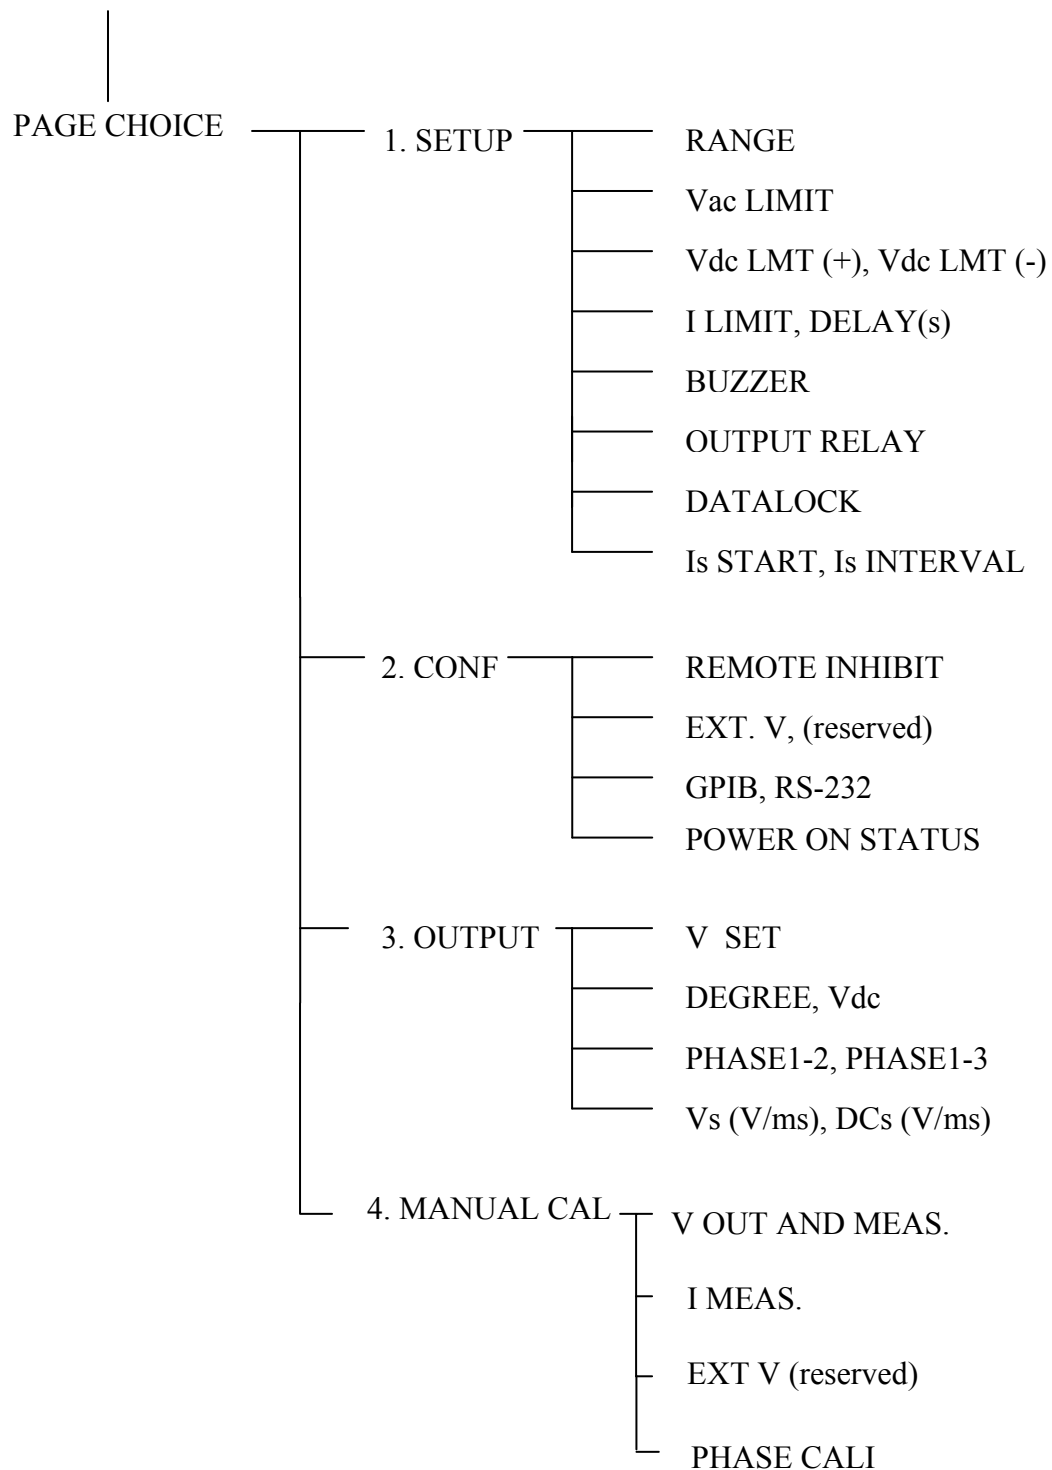 PAGE CHOICE
1. SETUP
RANGE
Vac LIMIT
Vdc LMT (+), Vdc LMT (-)
I LIMIT, DELAY(s)
BUZZER
OUTPUT RELAY
DATALOCK
Is START, Is INTERVAL
2. CONF
REMOTE INHIBIT
EXT. V, (reserved)
GPIB, RS-232
POWER ON STATUS
3. OUTPUT
V  SET
DEGREE, Vdc
PHASE1-2, PHASE1-3
Vs (V/ms), DCs (V/ms)
4. MANUAL CAL
V OUT AND MEAS.
I MEAS.
EXT V (reserved)
PHASE CALI